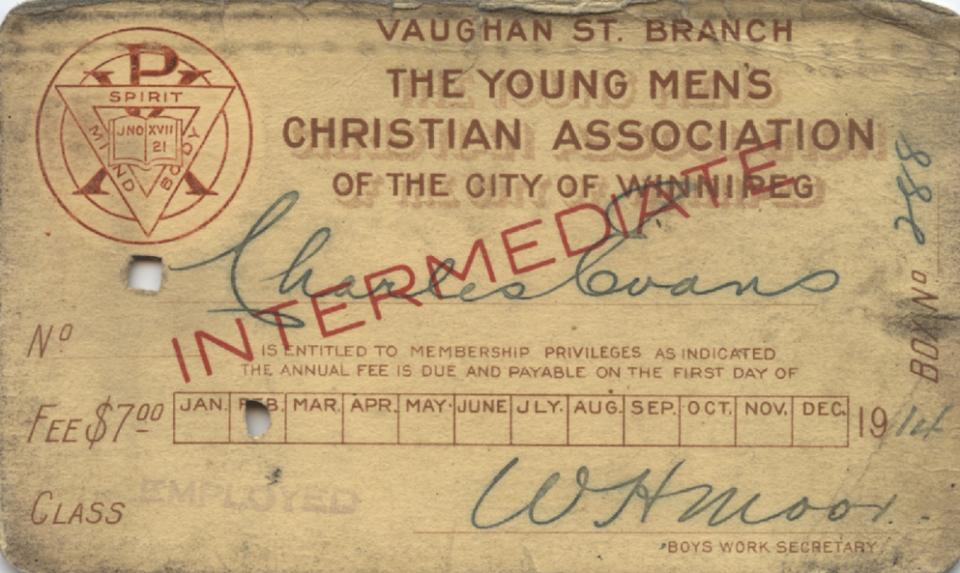 VAUGHAN ST. BRANCH
THE YOUNG MEN'S
CHRISTIAN ASSOCIATION
OF THE CITY OF WINNIPEG
SPIRIT
MIND
BODY
JNO XVII
21
INTERMEDIATE
Charles Evans
BOX No 288
No
IS ENTITLED TO MEMBERSHIP PRIVILEGES AS INDICATED
THE ANNUAL FEE IS DUE AND PAYABLE ON THE FIRST DAY OF
FEE $7.00 JAN. FEB. MAR. APR. MAY. JUNE JLY. AUG. SEP. OCT. NOV. DEC. 1914
EMPLOYED
CLASS
W H Moor.
BOYS WORK SECRETARY.